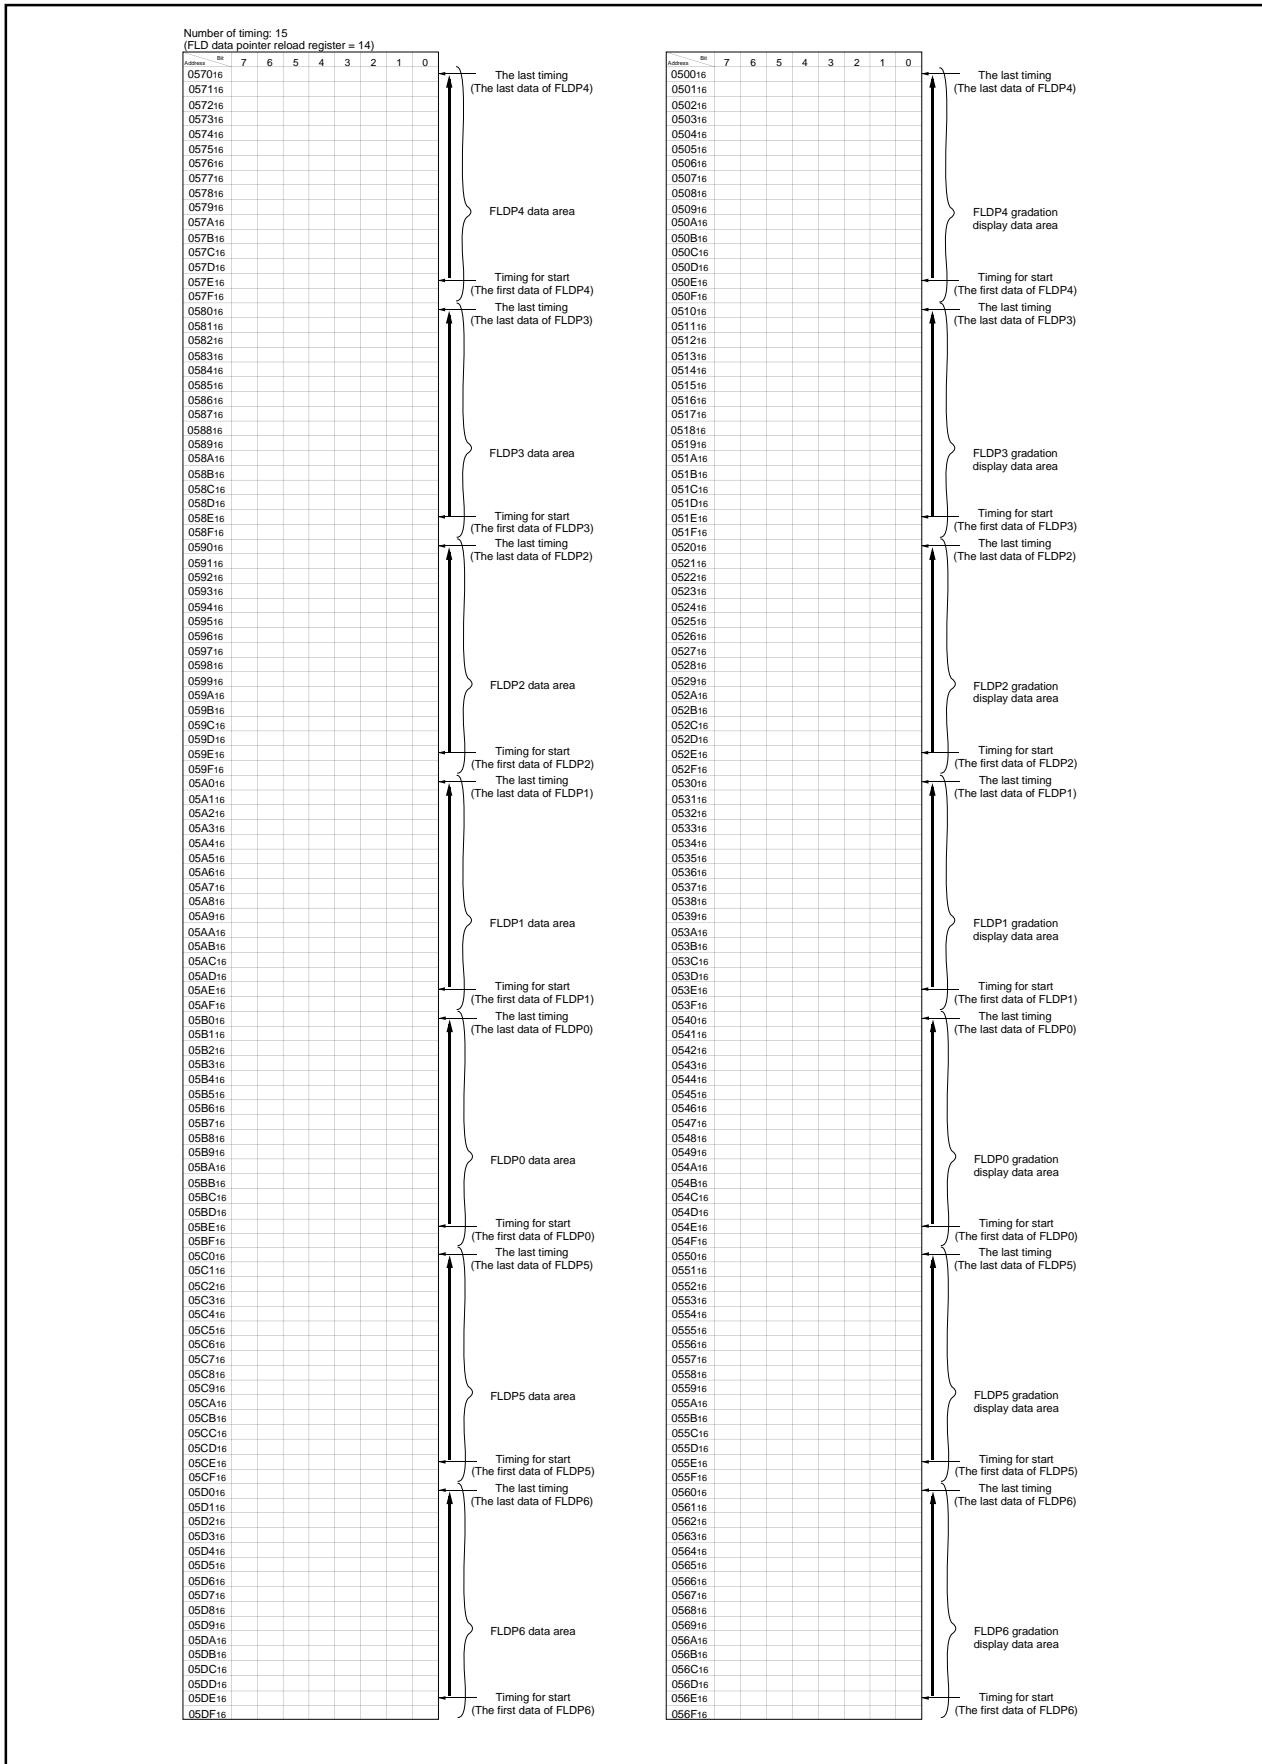 Number of timing: 15
(FLD data pointer reload register = 14)
Bit
Address
7 6 5 4 3 2 1 0
057016
057116
057216
057316
057416
057516
057616
057716
057816
057916
057A16
057B16
057C16
057D16
057E16
057F16
058016
058116
058216
058316
058416
058516
058616
058716
058816
058916
058A16
058B16
058C16
058D16
058E16
058F16
059016
059116
059216
059316
059416
059516
059616
059716
059816
059916
059A16
059B16
059C16
059D16
059E16
059F16
05A016
05A116
05A216
05A316
05A416
05A516
05A616
05A716
05A816
05A916
05AA16
05AB16
05AC16
05AD16
05AE16
05AF16
05B016
05B116
05B216
05B316
05B416
05B516
05B616
05B716
05B816
05B916
05BA16
05BB16
05BC16
05BD16
05BE16
05BF16
05C016
05C116
05C216
05C316
05C416
05C516
05C616
05C716
05C816
05C916
05CA16
05CB16
05CC16
05CD16
05CE16
05CF16
05D016
05D116
05D216
05D316
05D416
05D516
05D616
05D716
05D816
05D916
05DA16
05DB16
05DC16
05DD16
05DE16
05DF16
The last timing
(The last data of FLDP4)
FLDP4 data area
Timing for start
(The first data of FLDP4)
The last timing
(The last data of FLDP3)
FLDP3 data area
Timing for start
(The first data of FLDP3)
The last timing
(The last data of FLDP2)
FLDP2 data area
Timing for start
(The first data of FLDP2)
The last timing
(The last data of FLDP1)
FLDP1 data area
Timing for start
(The first data of FLDP1)
The last timing
(The last data of FLDP0)
FLDP0 data area
Timing for start
(The first data of FLDP0)
The last timing
(The last data of FLDP5)
FLDP5 data area
Timing for start
(The first data of FLDP5)
The last timing
(The last data of FLDP6)
FLDP6 data area
Timing for start
(The first data of FLDP6)
Bit
Address
7 6 5 4 3 2 1 0
050016
050116
050216
050316
050416
050516
050616
050716
050816
050916
050A16
050B16
050C16
050D16
050E16
050F16
051016
051116
051216
051316
051416
051516
051616
051716
051816
051916
051A16
051B16
051C16
051D16
051E16
051F16
052016
052116
052216
052316
052416
052516
052616
052716
052816
052916
052A16
052B16
052C16
052D16
052E16
052F16
053016
053116
053216
053316
053416
053516
053616
053716
053816
053916
053A16
053B16
053C16
053D16
053E16
053F16
054016
054116
054216
054316
054416
054516
054616
054716
054816
054916
054A16
054B16
054C16
054D16
054E16
054F16
055016
055116
055216
055316
055416
055516
055616
055716
055816
055916
055A16
055B16
055C16
055D16
055E16
055F16
056016
056116
056216
056316
056416
056516
056616
056716
056816
056916
056A16
056B16
056C16
056D16
056E16
056F16
The last timing
(The last data of FLDP4)
FLDP4 gradation
display data area
Timing for start
(The first data of FLDP4)
The last timing
(The last data of FLDP3)
FLDP3 gradation
display data area
Timing for start
(The first data of FLDP3)
The last timing
(The last data of FLDP2)
FLDP2 gradation
display data area
Timing for start
(The first data of FLDP2)
The last timing
(The last data of FLDP1)
FLDP1 gradation
display data area
Timing for start
(The first data of FLDP1)
The last timing
(The last data of FLDP0)
FLDP0 gradation
display data area
Timing for start
(The first data of FLDP0)
The last timing
(The last data of FLDP5)
FLDP5 gradation
display data area
Timing for start
(The first data of FLDP5)
The last timing
(The last data of FLDP6)
FLDP6 gradation
display data area
Timing for start
(The first data of FLDP6)